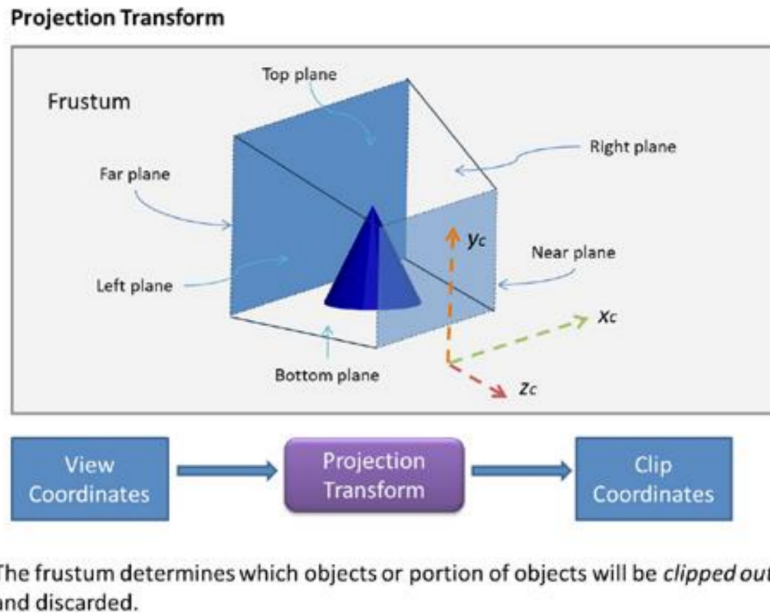 Projection Transform
Top plane
Frustum
Right plane
Far plane
yc
Near plane
Left plane
xc
Bottom plane
zc
View
Coordinates
Projection
Transform
Clip
Coordinates
The frustum determines which objects or portion of objects will be clipped out
and discarded.